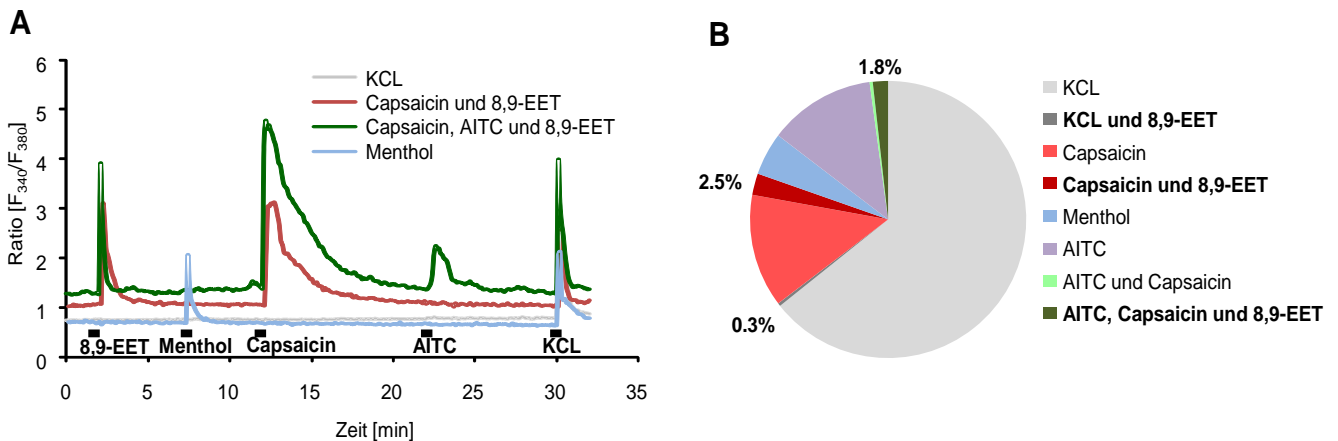 A
Ratio [F340/F380]
6
5
4
3
2
1
0
KCL
Capsaicin und 8,9-EET
Capsaicin, AITC und 8,9-EET
Menthol
8,9-EET Menthol Capsaicin AITC KCL
0 5 10 15 20 25 30 35
Zeit [min]
B
1.8%
2.5%
0.3%
KCL
KCL und 8,9-EET
Capsaicin
Capsaicin und 8,9-EET
Menthol
AITC
AITC und Capsaicin
AITC, Capsaicin und 8,9-EET